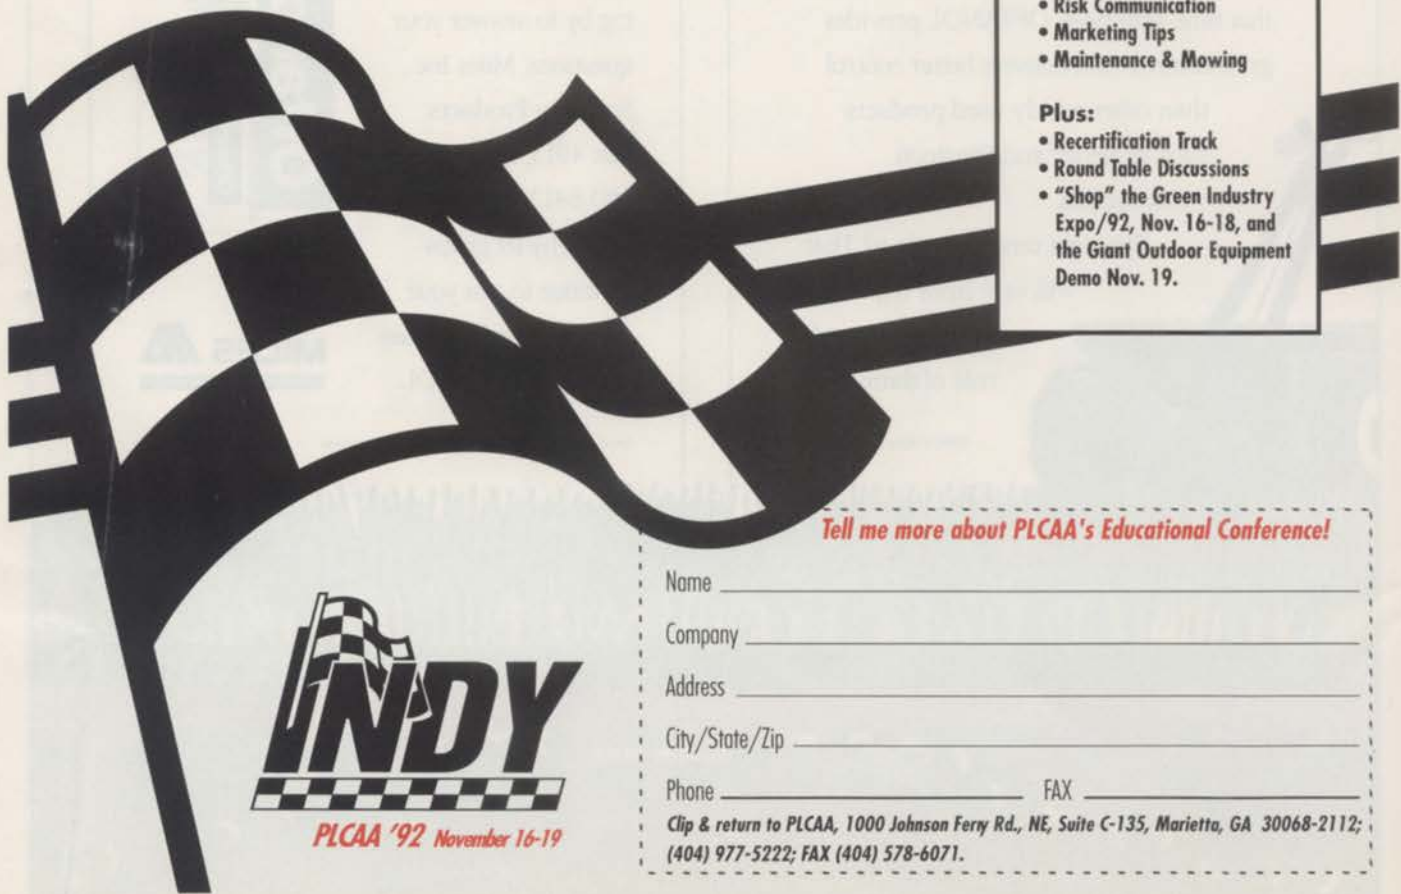 • Risk Communication
• Marketing Tips
• Maintenance & Mowing
Plus:
• Recertification Track
• Round Table Discussions
• “Shop” the Green Industry
Expo/92, Nov. 16-18, and
the Giant Outdoor Equipment
Demo Nov. 19.
Tell me more about PLCAA's Educational Conference!
Name
Company
Address
City/State/Zip
Phone FAX
Clip & return to PLCAA, 1000 Johnson Ferry Rd., NE, Suite C-135, Marietta, GA 30068-2112;
(404) 977-5222; FAX (404) 578-6071.
INDY
PLCAA '92 November 16-19